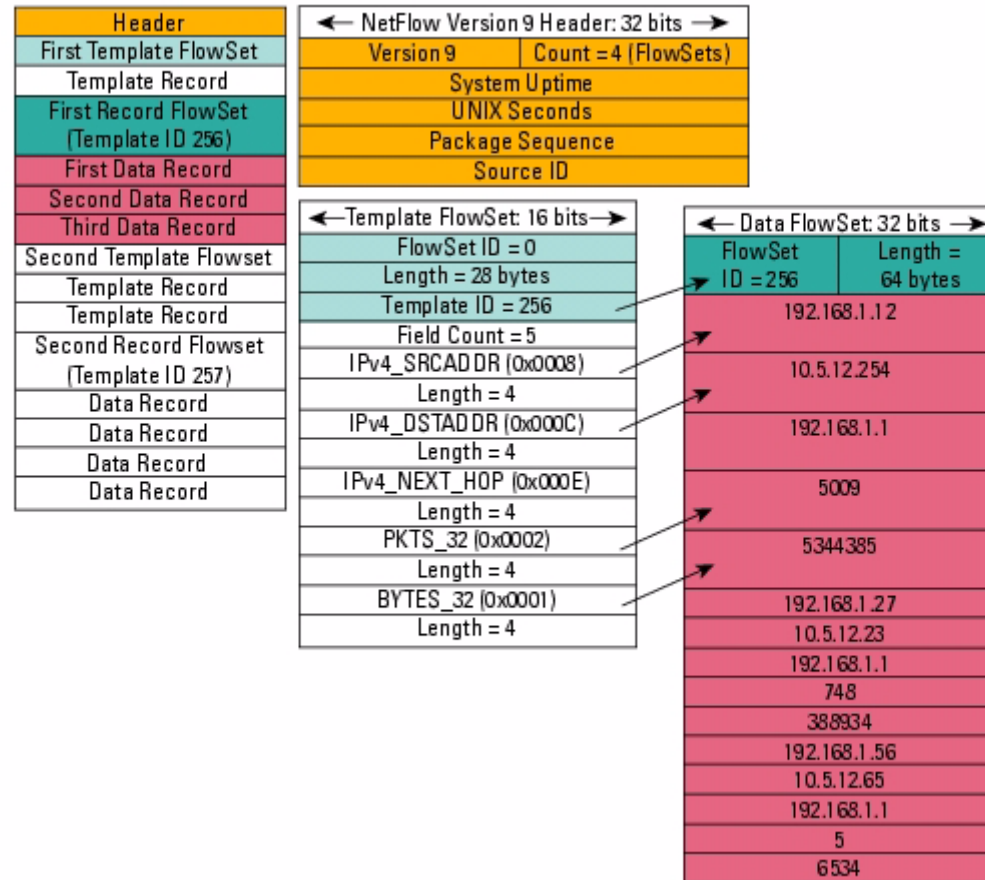 Header
First Template FlowSet
Template Record
First Record FlowSet
(Template ID 256)
First Data Record
Second Data Record
Third Data Record
Second Template Flowset
Template Record
Template Record
Second Record Flowset
(Template ID 257)
Data Record
Data Record
Data Record
Data Record
NetFlow Version 9 Header: 32 bits
Version 9
Count = 4 (FlowSets)
System Uptime
UNIX Seconds
Package Sequence
Source ID
Template FlowSet: 16 bits
FlowSet ID = 0
Length = 28 bytes
Template ID = 256
Field Count = 5
IPv4_SRCADDR (0x0008)
Length = 4
IPv4_DSTADDR (0x000C)
Length = 4
IPv4_NEXT_HOP (0x000E)
Length = 4
PKTS_32 (0x0002)
Length = 4
BYTES_32 (0x0001)
Length = 4
Data FlowSet: 32 bits
FlowSet
ID = 256
Length =
64 bytes
192.168.1.12
10.5.12.254
192.168.1.1
5009
5344385
192.168.1.27
10.5.12.23
192.168.1.1
748
388934
192.168.1.56
10.5.12.65
192.168.1.1
5
6534